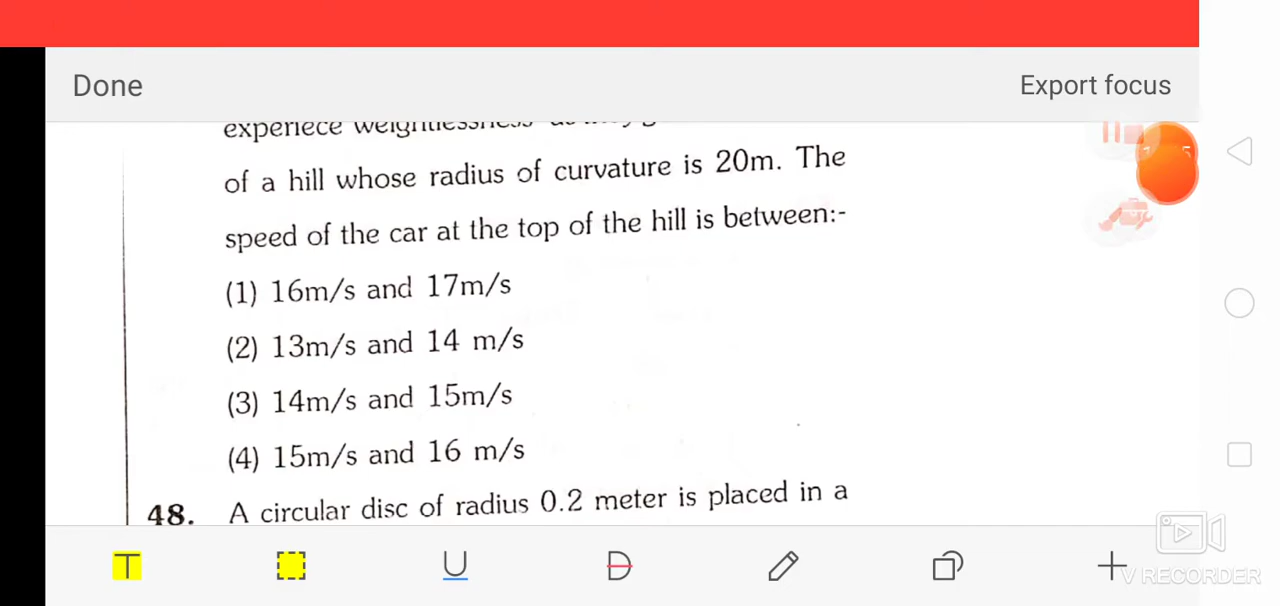 Done
Export focus
experiece weightlessness
of a hill whose radius of curvature is 20m. The
speed of the car at the top of the hill is between:-
(1) 16m/s and 17m/s
(2) 13m/s and 14 m/s
(3) 14m/s and 15m/s
(4) 15m/s and 16 m/s
48. A circular disc of radius 0.2 meter is placed in a
T U D
V RECORDER